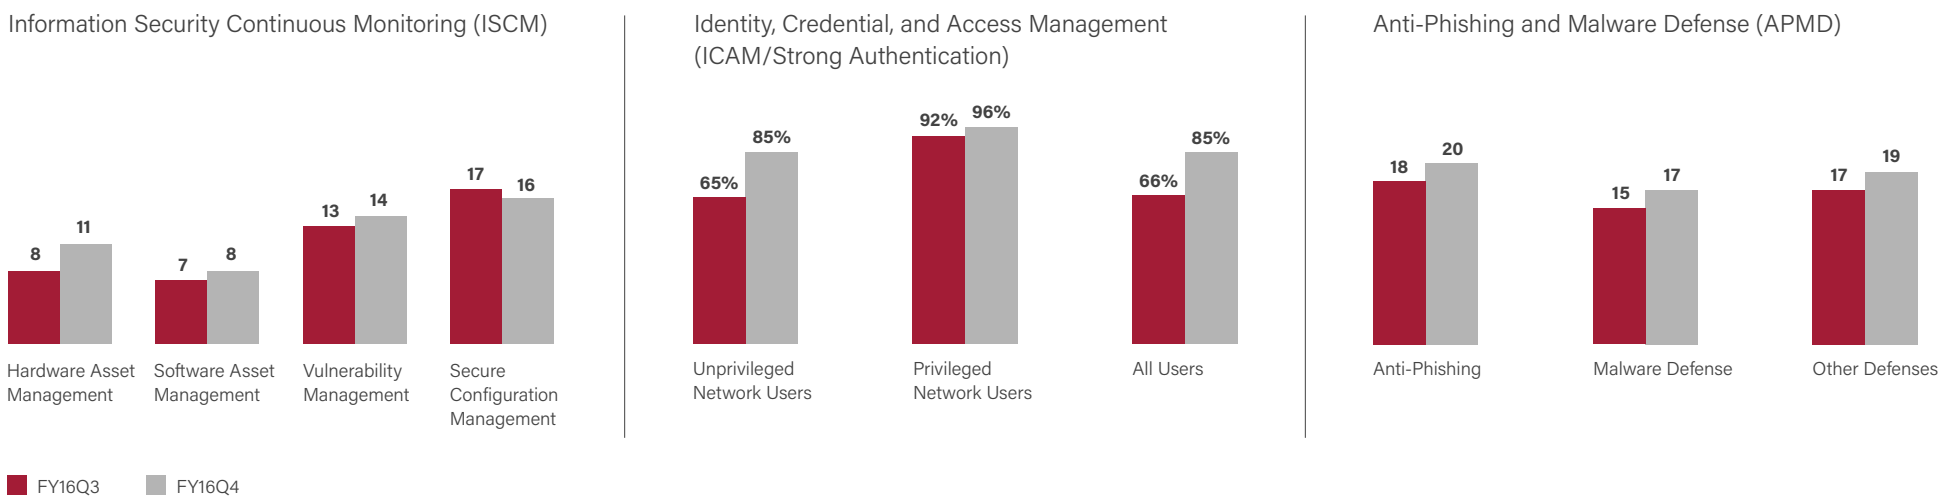 Information Security Continuous Monitoring (ISCM)
8
11
7
8
13
14
17
16
Hardware Asset
Management
Software Asset
Management
Vulnerability
Management
Secure
Configuration
Management
Identity, Credential, and Access Management
(ICAM/Strong Authentication)
65%
85%
92%
96%
66%
85%
Unprivileged
Network Users
Privileged
Network Users
All Users
Anti-Phishing and Malware Defense (APMD)
18
20
15
17
17
19
Anti-Phishing
Malware Defense
Other Defenses
FY16Q3
FY16Q4